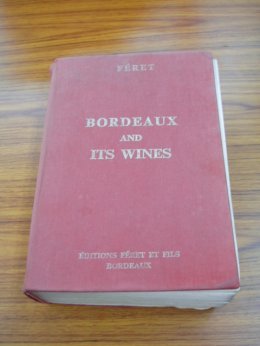 FÉRET
BORDEAUX
AND
ITS WINES
ÉDITIONS FÉRET ET FILS
BORDEAUX